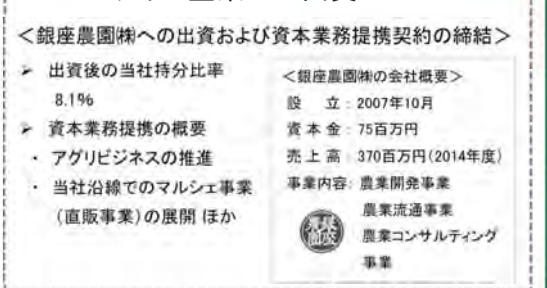 <銀座農園㈱への出資および資本業務提携契約の締結>
➢ 出資後の当社持分比率
8.1%
➢ 資本業務提携の概要
・ アグリビジネスの推進
・ 当社沿線でのマルシェ事業
(直販事業)の展開 ほか
<銀座農園㈱の会社概要>
設 立:2007年10月
資 本 金:75百万円
売 上 高:370百万円(2014年度)
事業内容:農業開発事業
農業流通事業
農業コンサルティング
事業